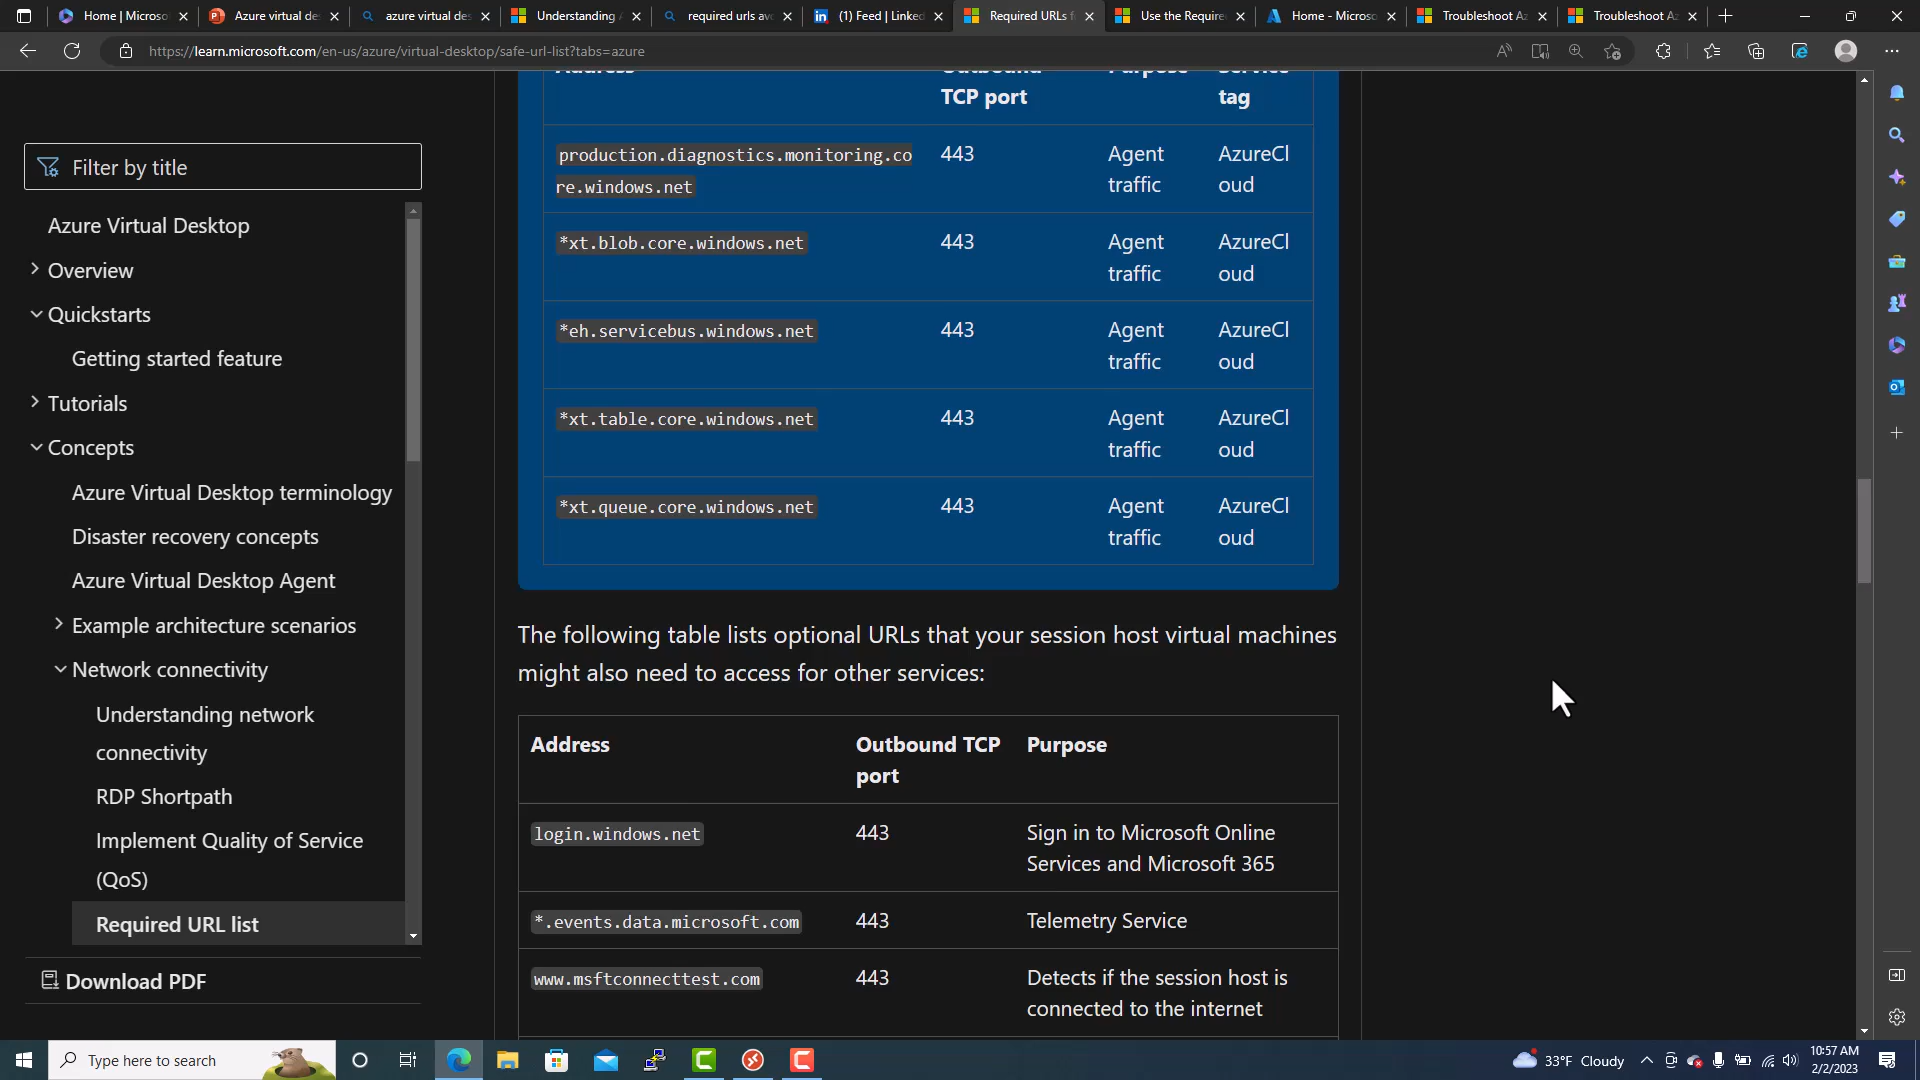 Home | Microso
Azure virtual de
azure virtual des
Understanding
required urls avd
(1) Feed | Linked
Required URLs f
Use the Require
Home - Microso
Troubleshoot Az
Troubleshoot Az
https://learn.microsoft.com/en-us/azure/virtual-desktop/safe-url-list?tabs=azure
Filter by title
Azure Virtual Desktop
Overview
Quickstarts
Getting started feature
Tutorials
Concepts
Azure Virtual Desktop terminology
Disaster recovery concepts
Azure Virtual Desktop Agent
Example architecture scenarios
Network connectivity
Understanding network
connectivity
RDP Shortpath
Implement Quality of Service
(QoS)
Required URL list
Download PDF
Address Outbound Purpose Service
TCP port tag
production.diagnostics.monitoring.co 443 Agent AzureCl
re.windows.net traffic oud
*xt.blob.core.windows.net 443 Agent AzureCl
traffic oud
*eh.servicebus.windows.net 443 Agent AzureCl
traffic oud
*xt.table.core.windows.net 443 Agent AzureCl
traffic oud
*xt.queue.core.windows.net 443 Agent AzureCl
traffic oud
The following table lists optional URLs that your session host virtual machines
might also need to access for other services:
Address Outbound TCP Purpose
port
login.windows.net 443 Sign in to Microsoft Online
Services and Microsoft 365
*.events.data.microsoft.com 443 Telemetry Service
www.msftconnecttest.com 443 Detects if the session host is
connected to the internet
Type here to search
33°F Cloudy
10:57 AM
2/2/2023